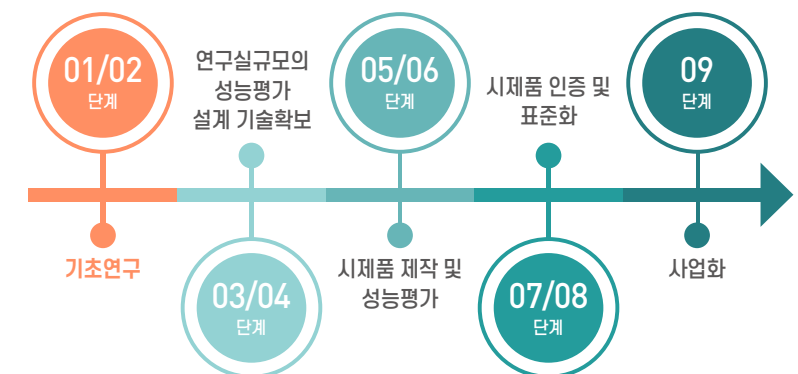 01/02
단계
기초연구
연구실규모의
성능평가
설계 기술확보
03/04
단계
05/06
단계
시제품 제작 및
성능평가
시제품 인증 및
표준화
07/08
단계
09
단계
사업화